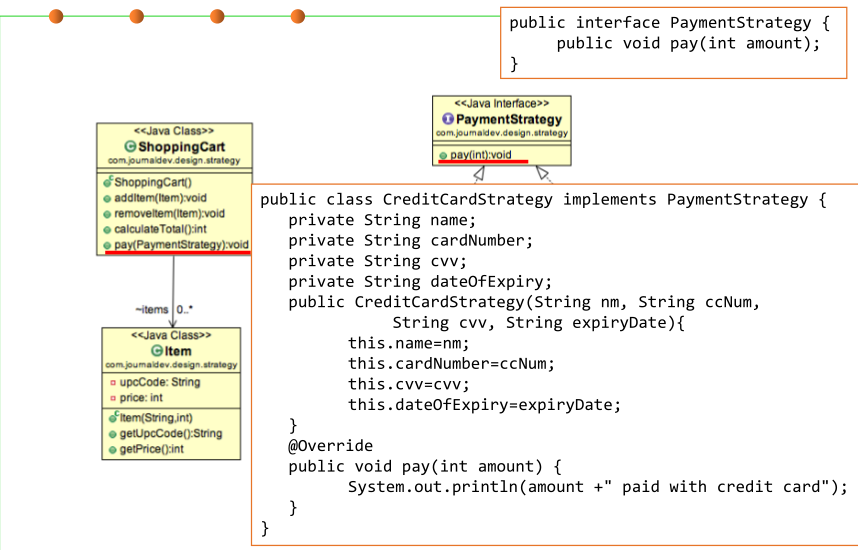 public interface PaymentStrategy {
public void pay(int amount);
}
<<Java Interface>>
PaymentStrategy
com.journaldev.design.strategy
pay(int):void
<<Java Class>>
ShoppingCart
com.journaldev.design.strategy
ShoppingCart()
addItem(Item):void
removeItem(Item):void
calculateTotal():int
pay(PaymentStrategy):void
~items 0..*
<<Java Class>>
Item
com.journaldev.design.strategy
upcCode: String
price: int
Item(String,int)
getUpcCode():String
getPrice():int
public class CreditCardStrategy implements PaymentStrategy {
private String name;
private String cardNumber;
private String cvv;
private String dateOfExpiry;
public CreditCardStrategy(String nm, String ccNum,
String cvv, String expiryDate){
this.name=nm;
this.cardNumber=ccNum;
this.cvv=cvv;
this.dateOfExpiry=expiryDate;
}
@Override
public void pay(int amount) {
System.out.println(amount +" paid with credit card");
}
}